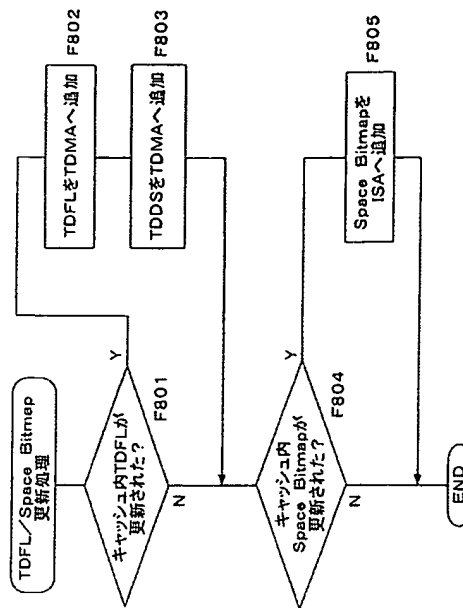 TDFL/Space Bitmap
更新処理
キャッシュ内TDFLが
更新された?
F801
Y
N
TDFLをTDMAへ追加
F802
TDDSをTDMAへ追加
F803
キャッシュ内
Space Bitmapが
更新された?
F804
Y
N
Space Bitmapを
ISAへ追加
F805
END